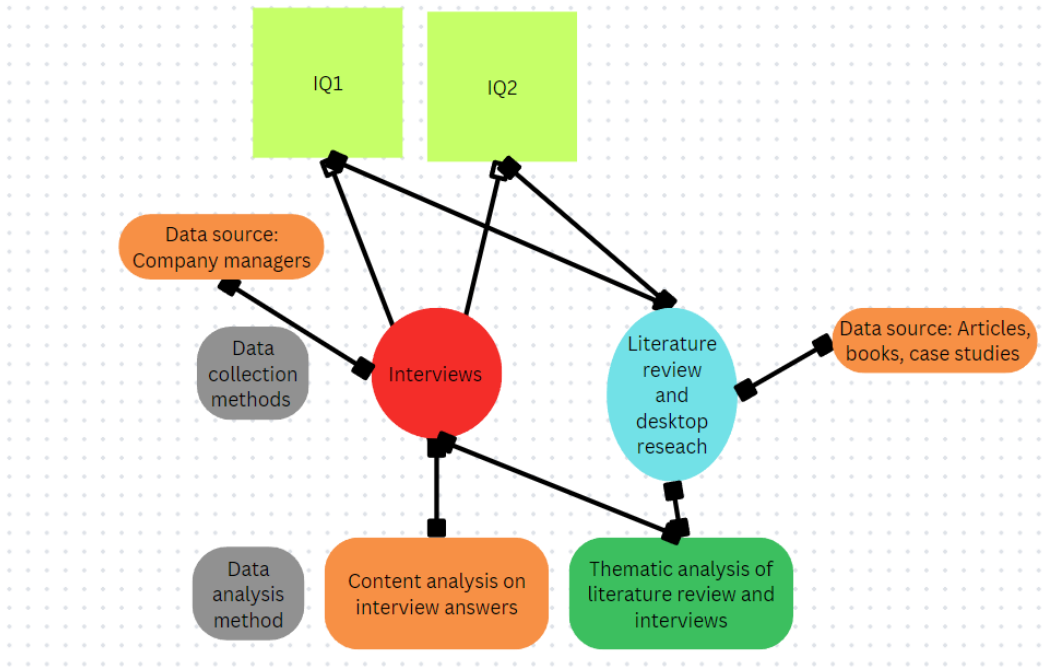 IQ1
IQ2
Data source:
Company managers
Data
collection
methods
Interviews
Literature
review
and
desktop
reseach
Data source: Articles,
books, case studies
Data
analysis
method
Content analysis on
interview answers
Thematic analysis of
literature review and
interviews